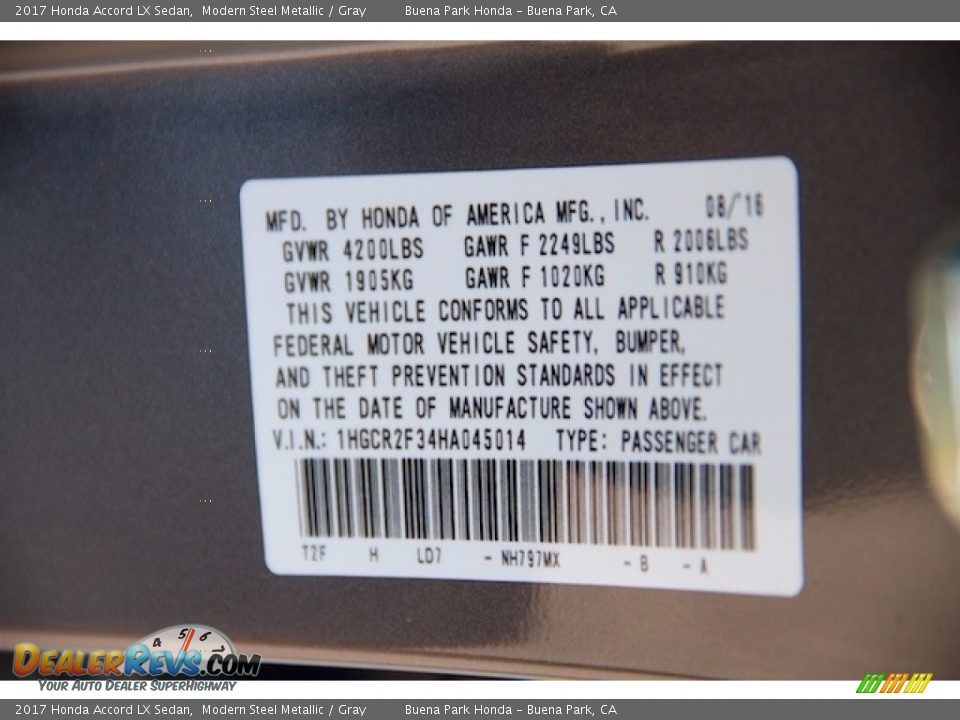 2017 Honda Accord LX Sedan,  Modern Steel Metallic / Gray  Buena Park Honda - Buena Park, CA
MFD. BY HONDA OF AMERICA MFG., INC.  08/'16
GVWR 4200LBS  GAWR F 2249LBS  R 2006LBS
GVWR 1905KG  GAWR F 1020KG  R 910KG
THIS VEHICLE CONFORMS TO ALL APPLICABLE
FEDERAL MOTOR VEHICLE SAFETY, BUMPER,
AND THEFT PREVENTION STANDARDS IN EFFECT
ON THE DATE OF MANUFACTURE SHOWN ABOVE.
V.I.N.: 1HGCR2F34HA045014  TYPE: PASSENGER CAR
T2F  H  LD7  - NH797MX  - B  - A
4 5 6
DEALERREVS.COM
YOUR AUTO DEALER SUPERHIGHWAY
2017 Honda Accord LX Sedan,  Modern Steel Metallic / Gray  Buena Park Honda - Buena Park, CA